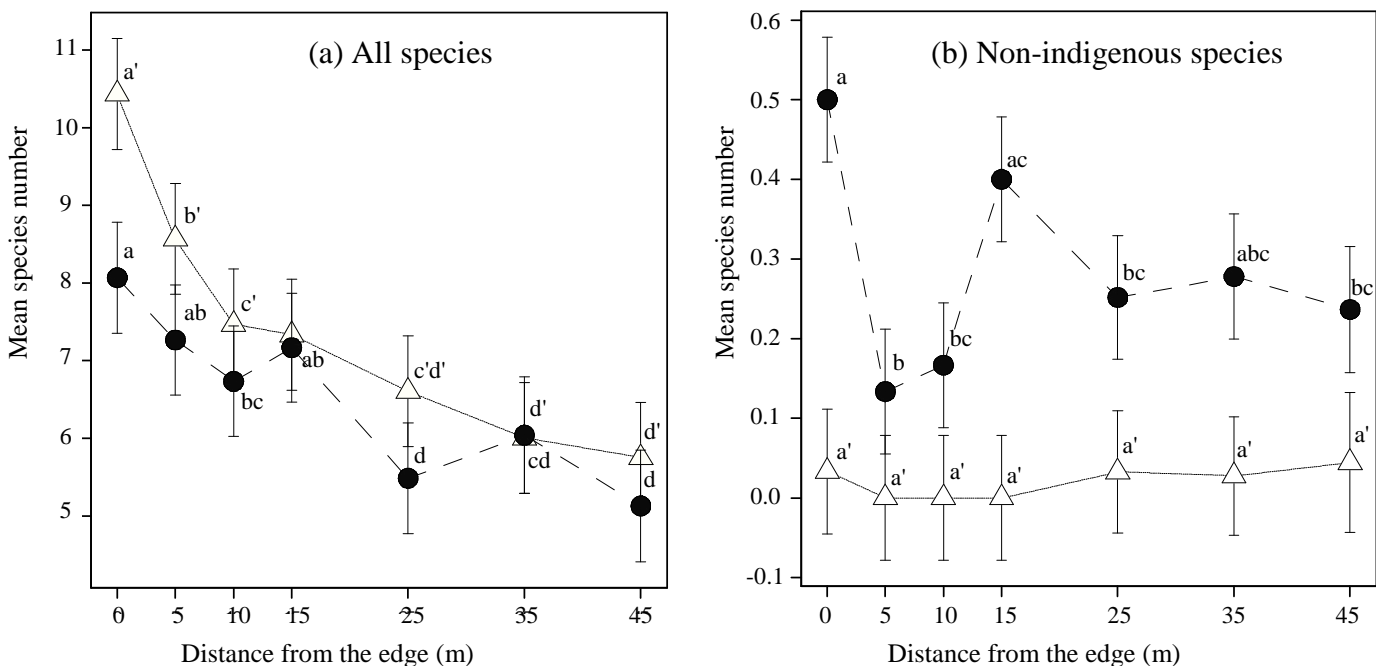 (a) All species
Mean species number
11
10
9
8
7
6
5
a'
b'
c'
c'd'
d'
d'
a
ab
bc
ab
d
cd
d
0 5 10 15 25 35 45
Distance from the edge (m)
(b) Non-indigenous species
Mean species number
0.6
0.5
0.4
0.3
0.2
0.1
0.0
-0.1
a
b
bc
ac
bc
abc
bc
a'
a'
a'
a'
a'
a'
a'
0 5 10 15 25 35 45
Distance from the edge (m)